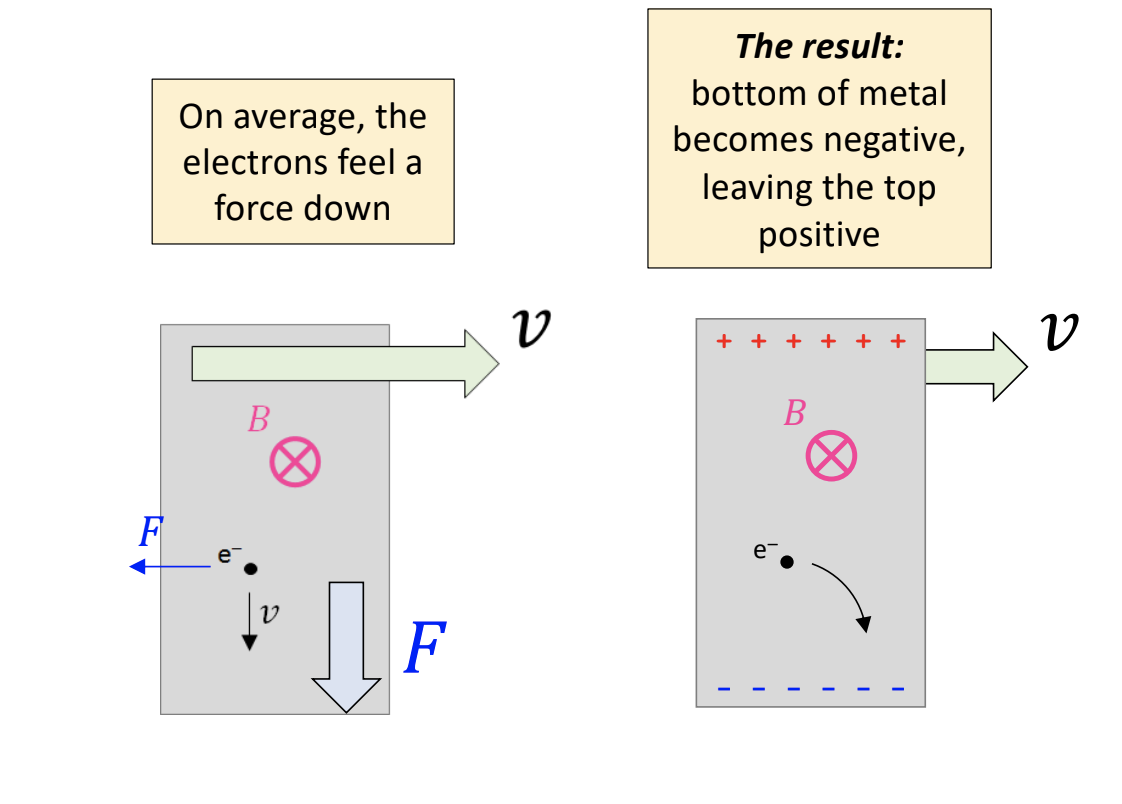 On average, the
electrons feel a
force down
The result:
bottom of metal
becomes negative,
leaving the top
positive
v
B
F
e⁻
v
F
v
+ + + + + +
B
e⁻
- - - - - -